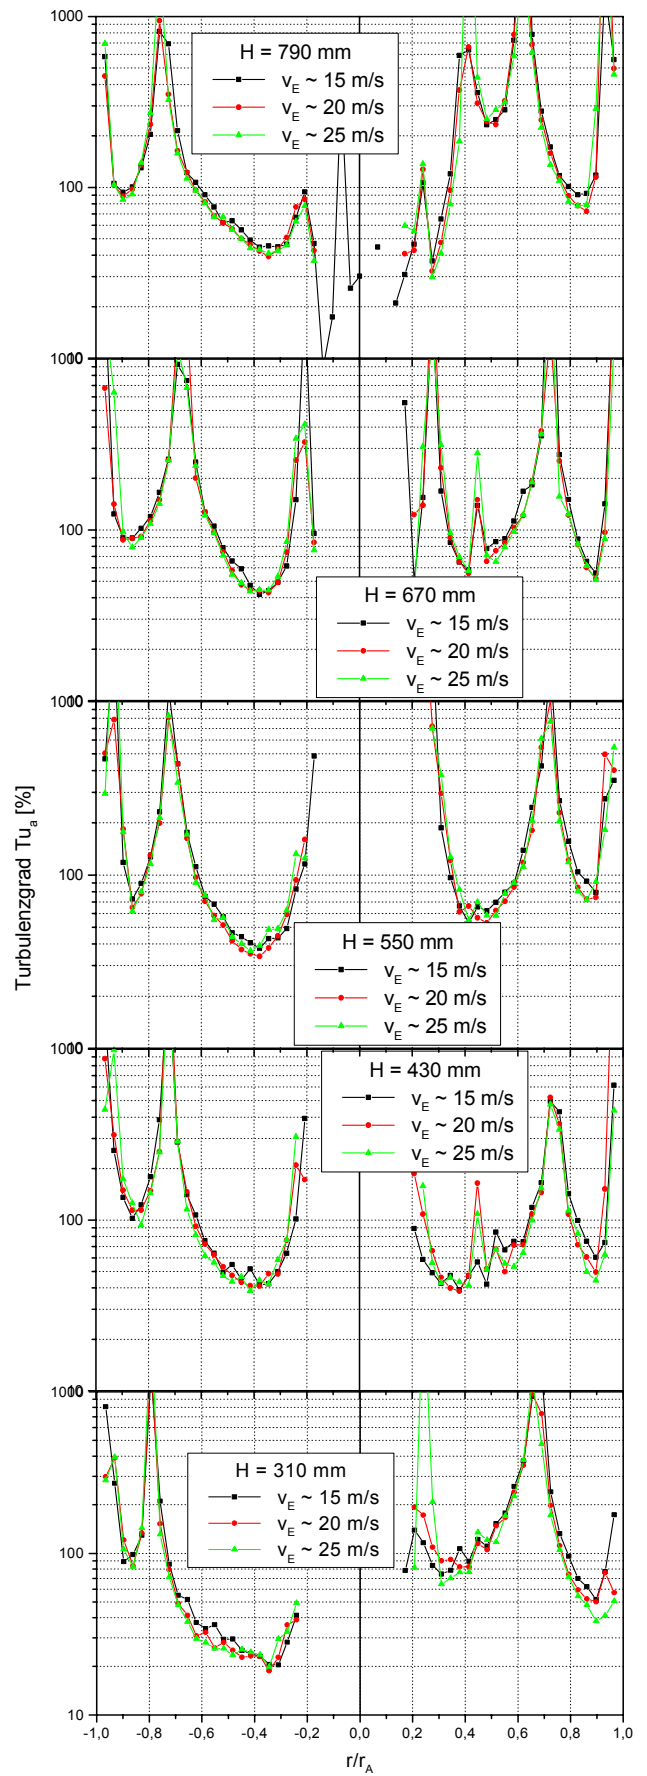 1000
H = 790 mm
v_E ~ 15 m/s
v_E ~ 20 m/s
v_E ~ 25 m/s
100
1000
100
H = 670 mm
v_E ~ 15 m/s
v_E ~ 20 m/s
v_E ~ 25 m/s
1000
Turbulenzgrad Tu_a [%]
100
H = 550 mm
v_E ~ 15 m/s
v_E ~ 20 m/s
v_E ~ 25 m/s
1000
H = 430 mm
v_E ~ 15 m/s
v_E ~ 20 m/s
v_E ~ 25 m/s
100
1000
H = 310 mm
v_E ~ 15 m/s
v_E ~ 20 m/s
v_E ~ 25 m/s
100
10
-1,0 -0,8 -0,6 -0,4 -0,2 0,0 0,2 0,4 0,6 0,8 1,0
r/r_A